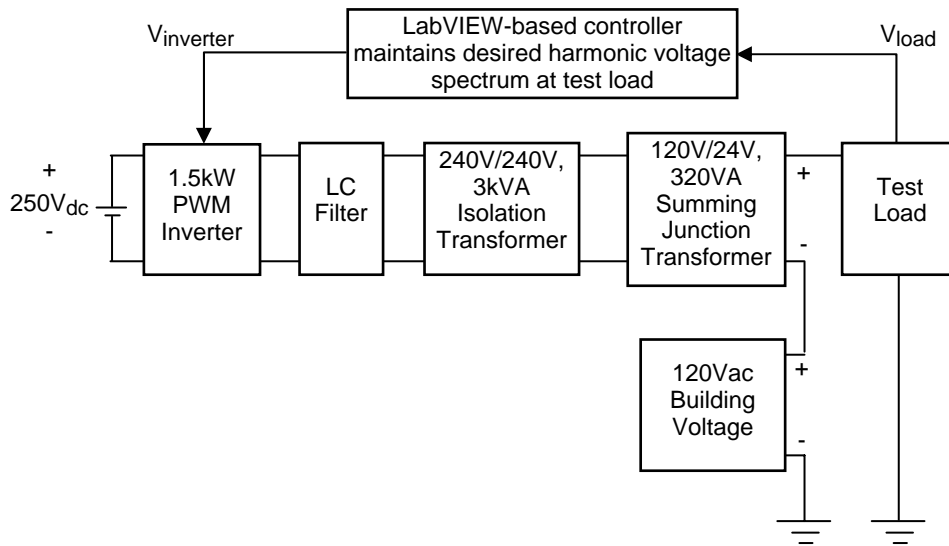 V_inverter
LabVIEW-based controller
maintains desired harmonic voltage
spectrum at test load
V_load
+
250V_dc
-
1.5kW
PWM
Inverter
LC
Filter
240V/240V,
3kVA
Isolation
Transformer
120V/24V,
320VA
Summing
Junction
Transformer
+
-
Test
Load
120Vac
Building
Voltage
+
-